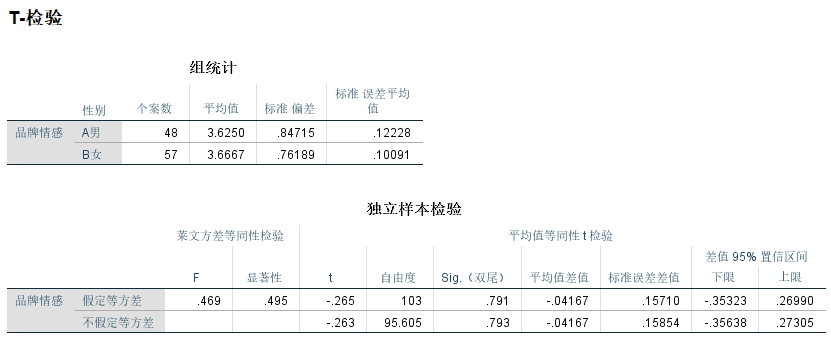 T-检验
组统计
性别 个案数 平均值 标准 偏差 标准 误差平均值
品牌情感 A男 48 3.6250 .84715 .12228
B女 57 3.6667 .76189 .10091
独立样本检验
莱文方差等同性检验 平均值等同性 t 检验
差值 95% 置信区间
F 显著性 t 自由度 Sig.（双尾） 平均值差值 标准误差差值 下限 上限
品牌情感 假定等方差 .469 .495 -.265 103 .791 -.04167 .15710 -.35323 .26990
不假定等方差 -.263 95.605 .793 -.04167 .15854 -.35638 .27305